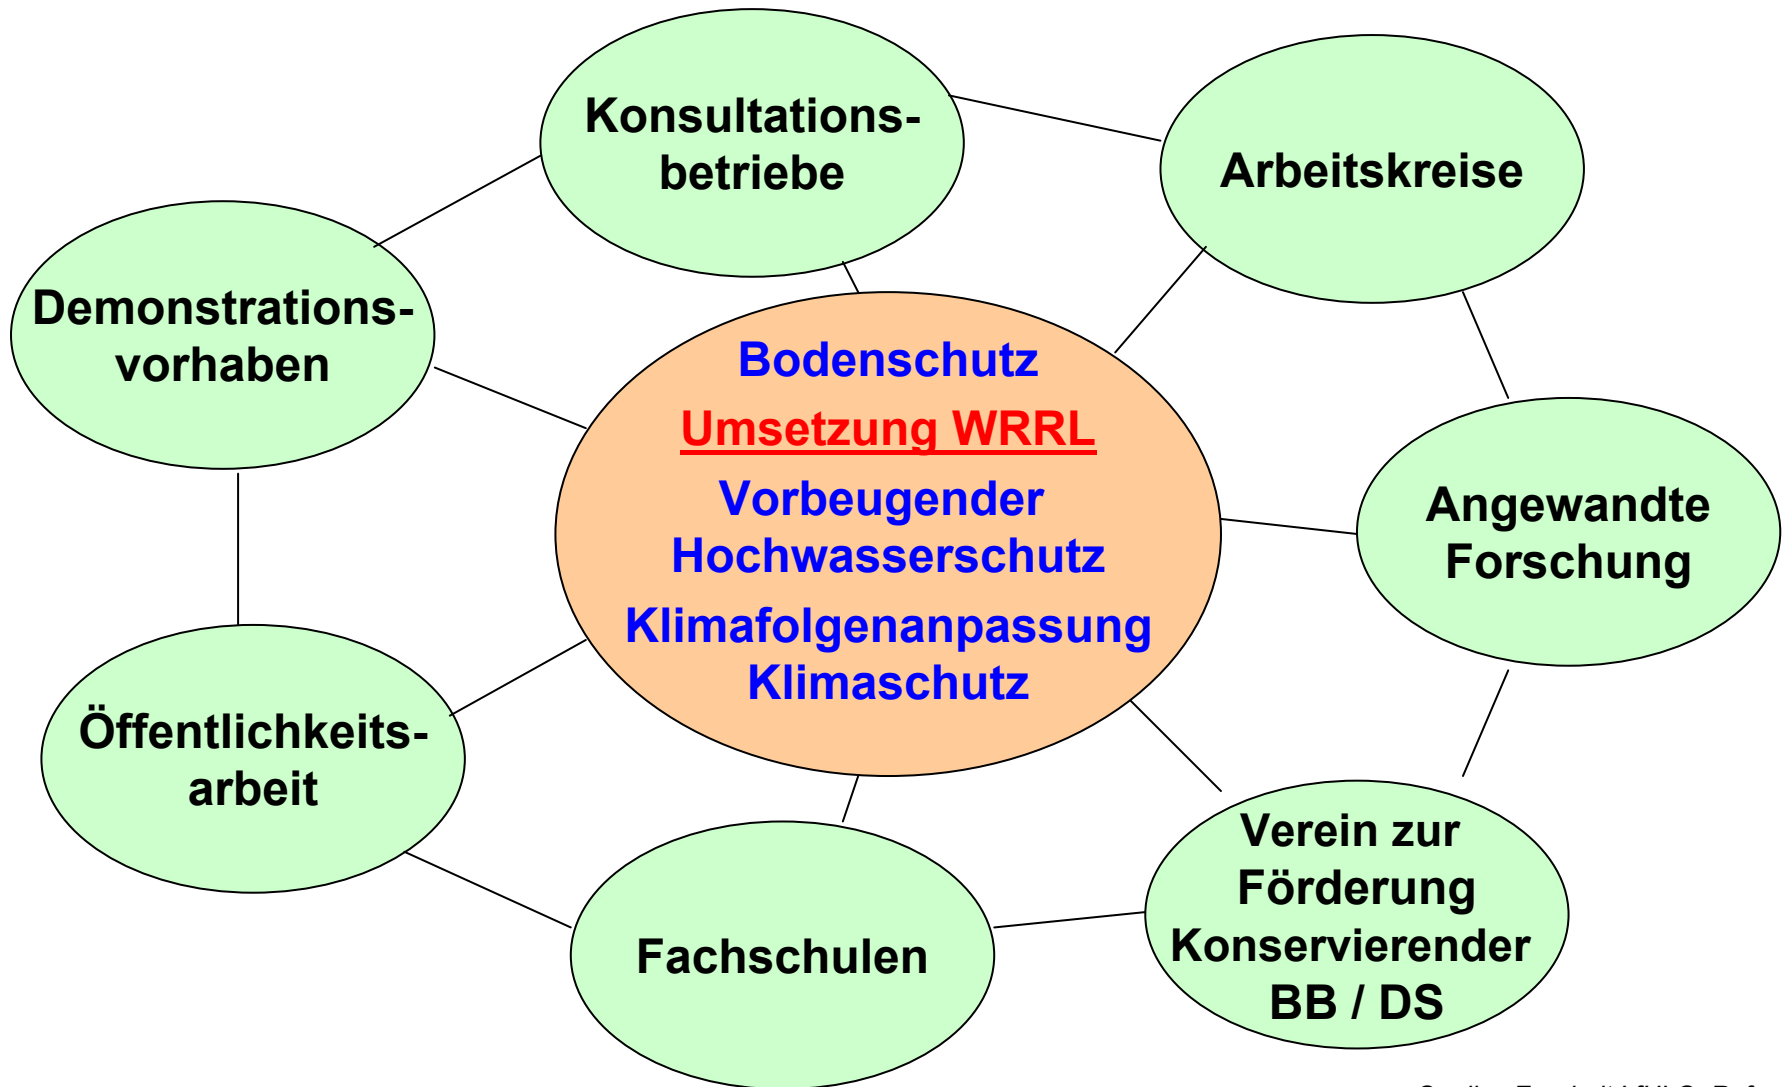 Konsultations-
betriebe
Arbeitskreise
Demonstrations-
vorhaben
Bodenschutz
Umsetzung WRRL
Vorbeugender
Hochwasserschutz
Klimafolgenanpassung
Klimaschutz
Angewandte
Forschung
Öffentlichkeits-
arbeit
Fachschulen
Verein zur
Förderung
Konservierender
BB / DS